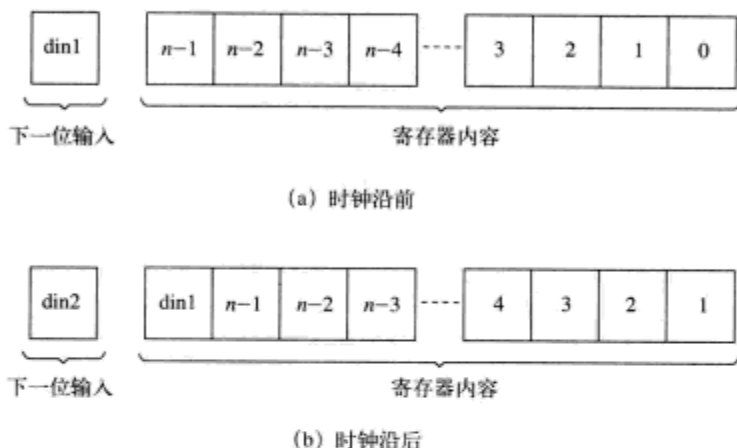 din1 n−1 n−2 n−3 n−4 3 2 1 0
下一位输入 寄存器内容
(a) 时钟沿前
din2 din1 n−1 n−2 n−3 4 3 2 1
下一位输入 寄存器内容
(b) 时钟沿后